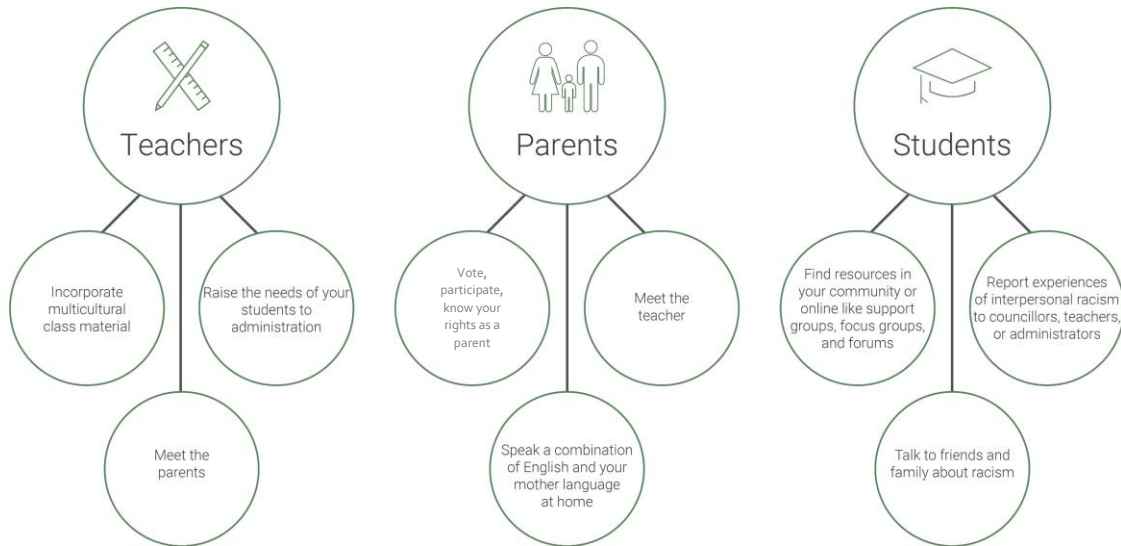 Teachers
Incorporate
multicultural
class material
Raise the needs of your
students to
administration
Meet the
parents
Parents
Vote,
participate,
know your
rights as a
parent
Meet the
teacher
Speak a combination
of English and your
mother language
at home
Students
Find resources in
your community or
online like support
groups, focus groups,
and forums
Report experiences
of interpersonal racism
to councillors, teachers,
or administrators
Talk to friends and
family about racism